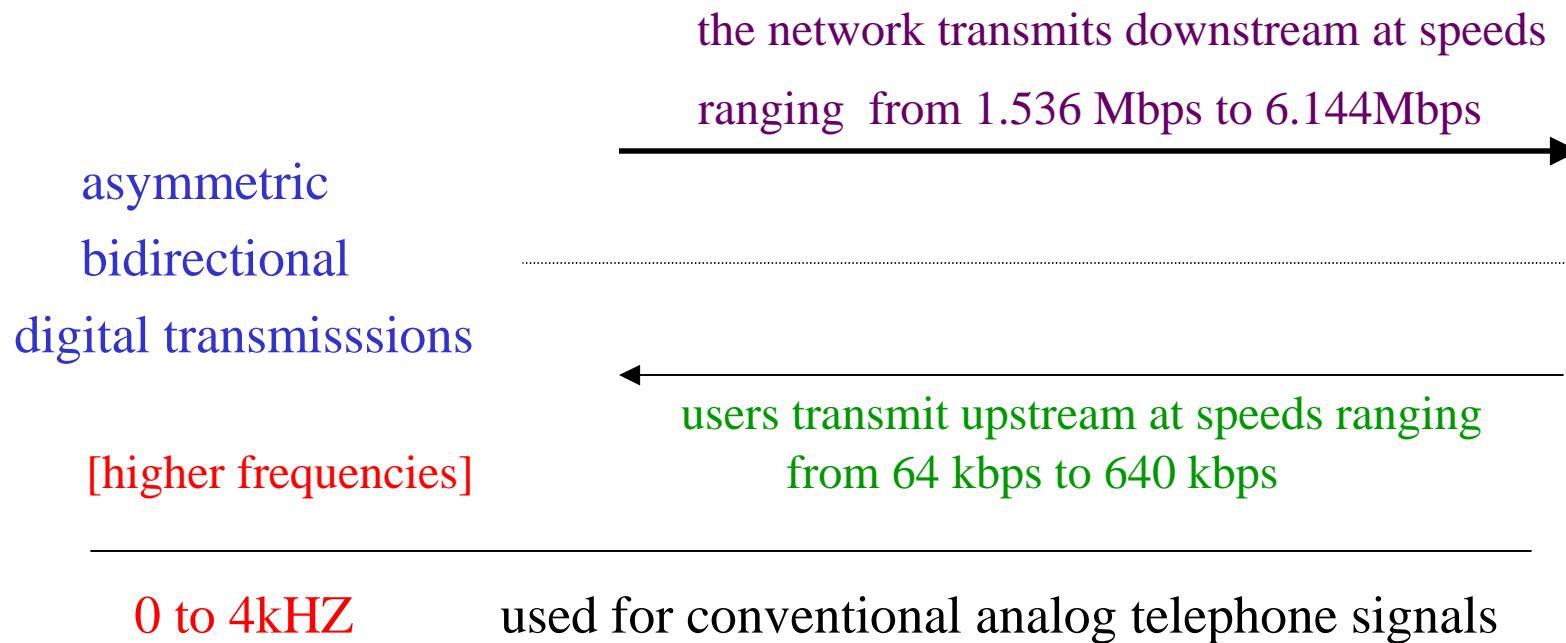 the network transmits downstream at speeds
ranging from 1.536 Mbps to 6.144Mbps
asymmetric
bidirectional
digital transmisssions
users transmit upstream at speeds ranging
from 64 kbps to 640 kbps
[higher frequencies]
0 to 4kHZ used for conventional analog telephone signals